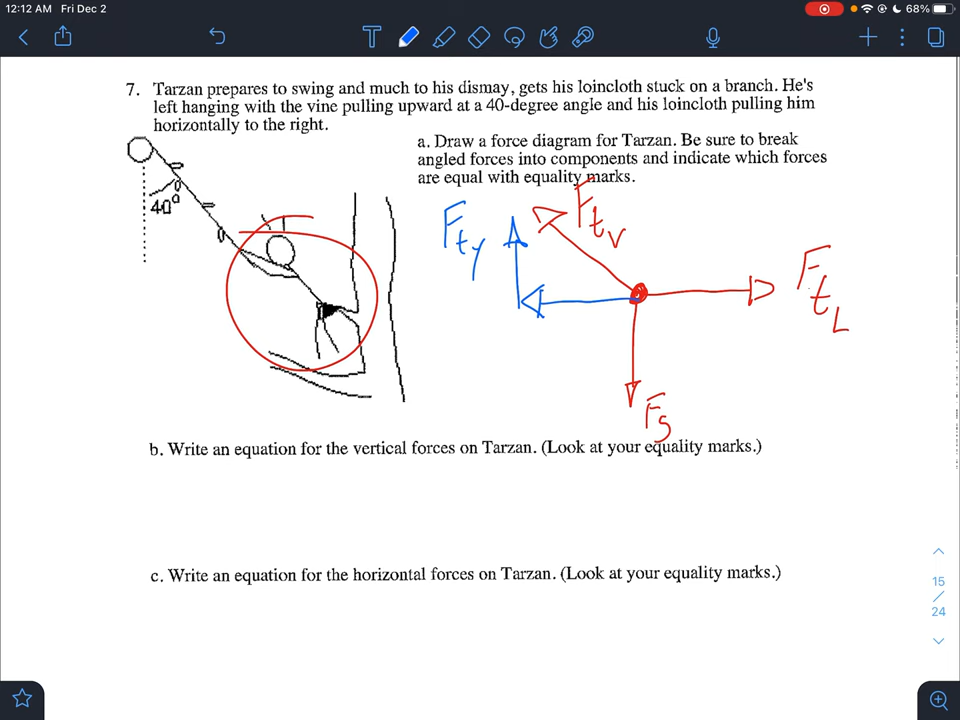 12:12 AM Fri Dec 2
68%
T
7. Tarzan prepares to swing and much to his dismay, gets his loincloth stuck on a branch. He's
left hanging with the vine pulling upward at a 40-degree angle and his loincloth pulling him
horizontally to the right.
a. Draw a force diagram for Tarzan. Be sure to break
angled forces into components and indicate which forces
are equal with equality marks.
40°
Fty
Ftv
FtL
Fg
b. Write an equation for the vertical forces on Tarzan. (Look at your equality marks.)
c. Write an equation for the horizontal forces on Tarzan. (Look at your equality marks.)
15
/
24